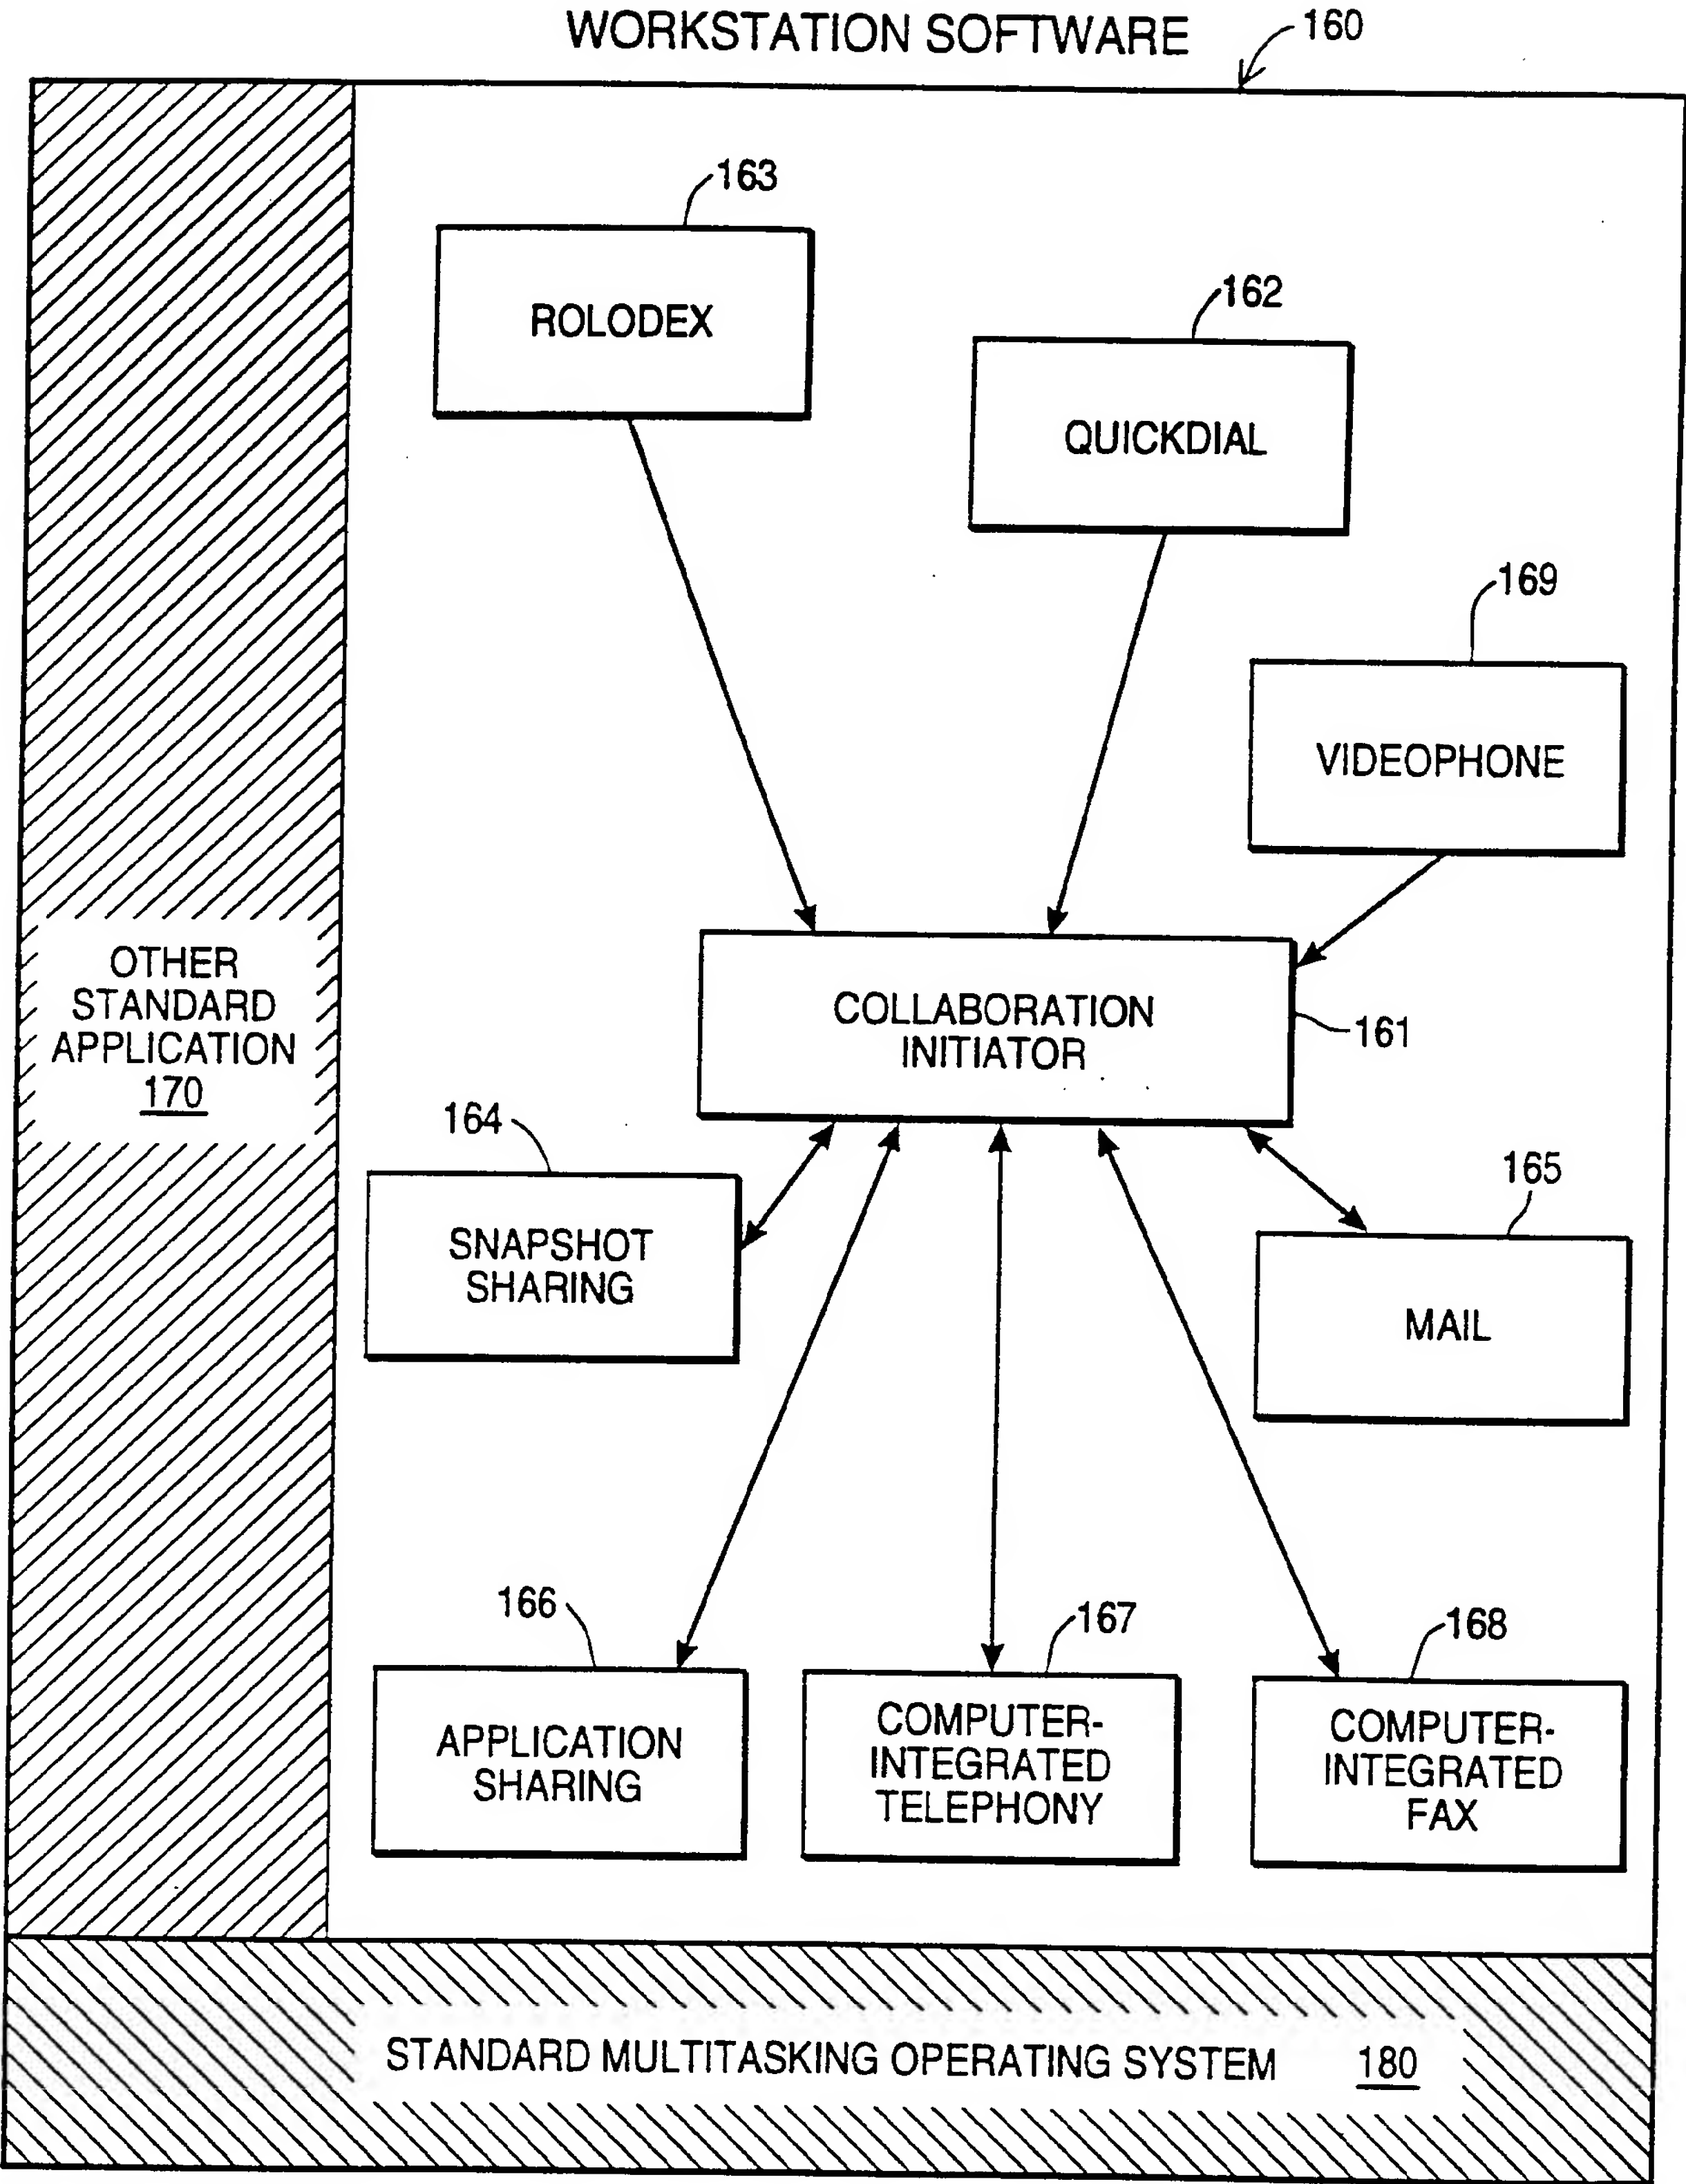 WORKSTATION SOFTWARE
160
163
ROLODEX
162
QUICKDIAL
169
VIDEOPHONE
OTHER
STANDARD
APPLICATION
170
COLLABORATION
INITIATOR
161
164
SNAPSHOT
SHARING
165
MAIL
166
APPLICATION
SHARING
167
COMPUTER-
INTEGRATED
TELEPHONY
168
COMPUTER-
INTEGRATED
FAX
STANDARD MULTITASKING OPERATING SYSTEM 180